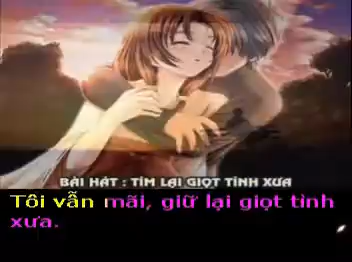 BÀI HÁT : TÌM LẠI GIỌT TÌNH XƯA
Tôi vẫn mãi, giữ lại giọt tình
xưa.